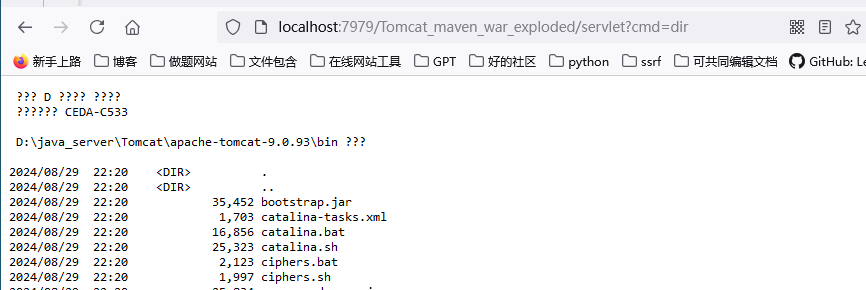 localhost:7979/Tomcat_maven_war_exploded/servlet?cmd=dir
新手上路 博客 做题网站 文件包含 在线网站工具 GPT 好的社区 python ssrf 可共同编辑文档 GitHub: Le
??? D ???? ????
?????? CEDA-C533
D:\java_server\Tomcat\apache-tomcat-9.0.93\bin ???
2024/08/29 22:20 <DIR> .
2024/08/29 22:20 <DIR> ..
2024/08/29 22:20 35,452 bootstrap.jar
2024/08/29 22:20 1,703 catalina-tasks.xml
2024/08/29 22:20 16,856 catalina.bat
2024/08/29 22:20 25,323 catalina.sh
2024/08/29 22:20 2,123 ciphers.bat
2024/08/29 22:20 1,997 ciphers.sh